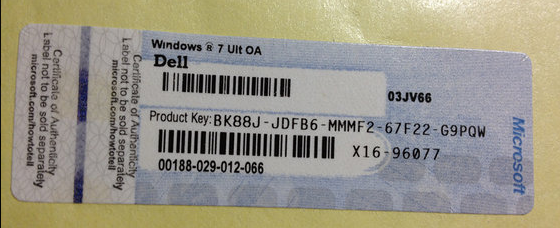 Certificate of Authenticity
Label not to be sold separately
microsoft.com/howtotell
Certificate of Authenticity
Label not to be sold separately
microsoft.com/howtotell
Windows ® 7 Ult OA
Dell
03JV66
Product Key: BK88J-JDFB6-MMMF2-67F22-G9PQW
X16-96077
00188-029-012-066
Microsoft